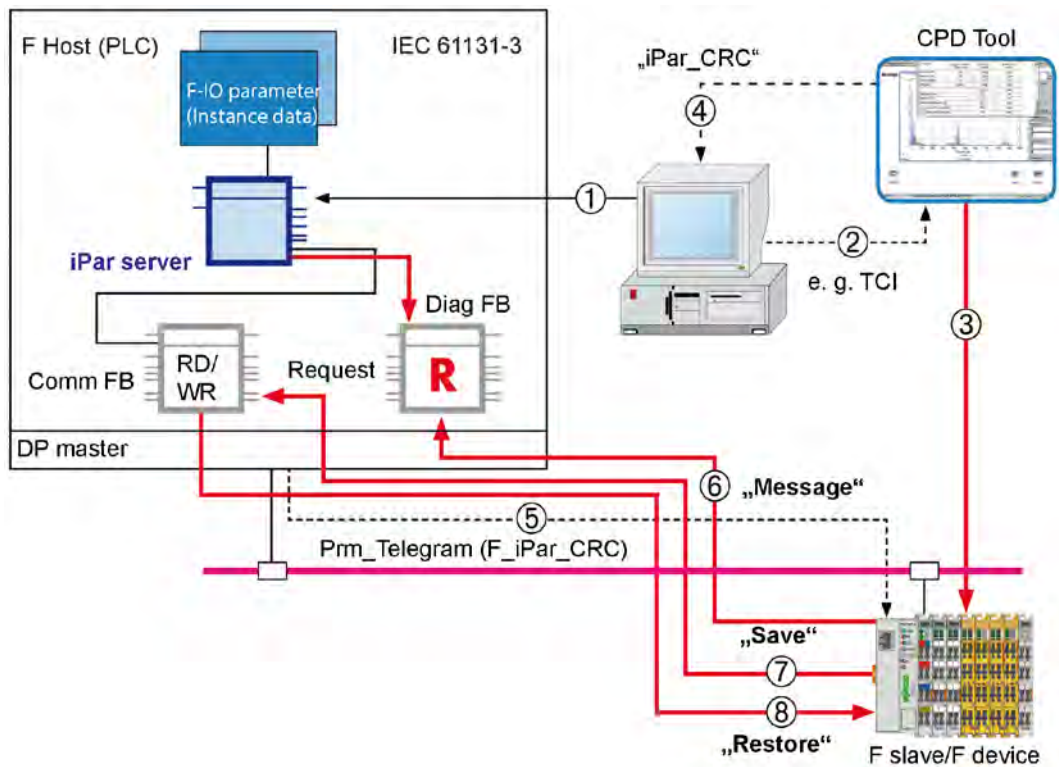 F Host (PLC)
IEC 61131-3
CPD Tool
„iPar_CRC“
F-IO parameter
(Instance data)
4
1
iPar server
2
e. g. TCI
3
Diag FB
Comm FB
RD/
WR
Request
R
DP master
6
„Message“
5
Prm_Telegram (F_iPar_CRC)
„Save“
7
8
„Restore“
F slave/F device